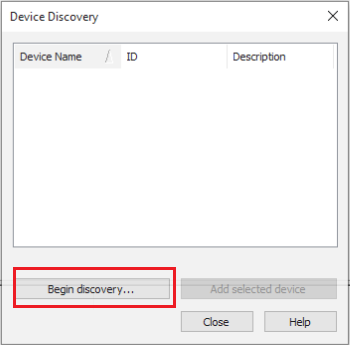 Device Discovery
Device Name ID Description
Begin discovery... Add selected device
Close Help